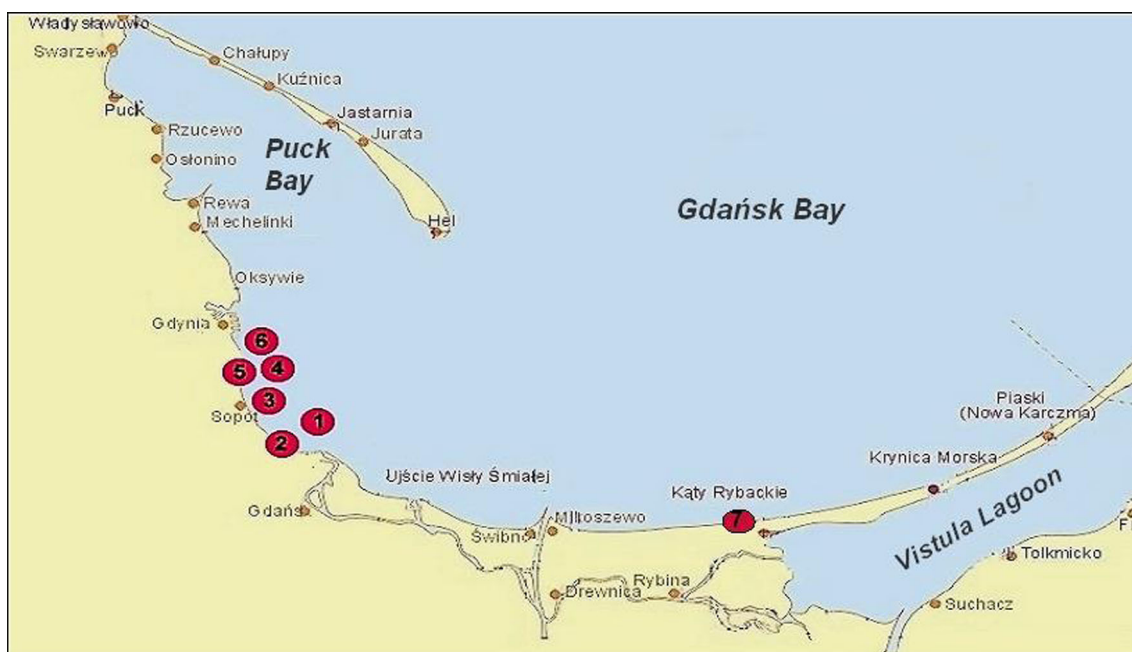 Władysławowo
Swarzewo
Chałupy
Kuźnica
Puck
Jastarnia
Jurata
Rzucewo
Puck
Bay
Osłonino
Gdańsk Bay
Rewa
Hel
Mechelinki
Oksywie
Gdynia
6
5
4
3
Sopot
1
2
Piaski
(Nowa Karczma)
Krynica Morska
Ujście Wisły Śmiałej
Kąty Rybackie
Gdańs
7
Świbno
Mikoszewo
Vistula Lagoon
Tolkmicko
Drewnica
Rybina
Suchacz
F